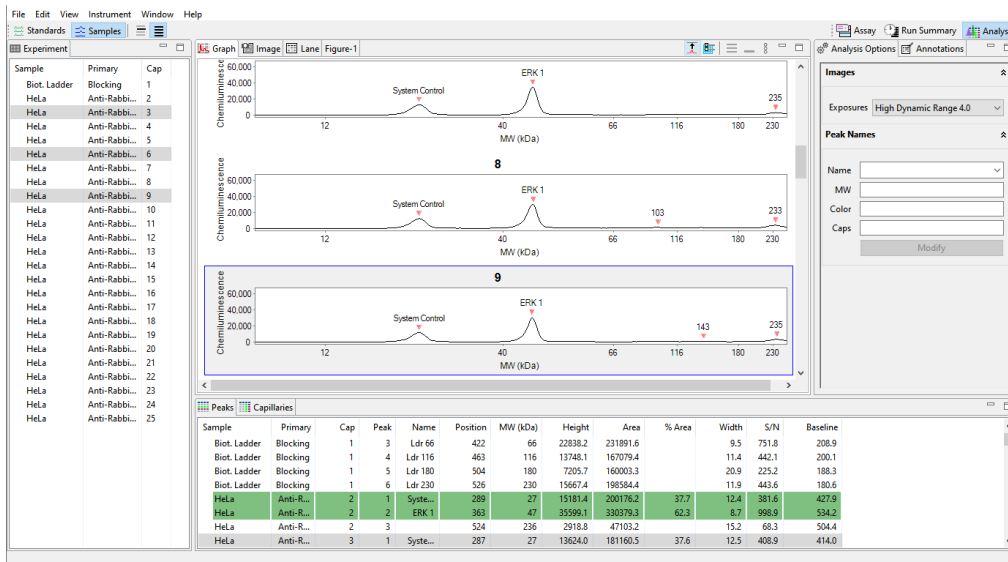 File Edit View Instrument Window Help
Standards Samples
Assay Run Summary Analysis
Experiment
Sample Primary Cap
Biot. Ladder Blocking 1
HeLa Anti-Rabbi... 2
HeLa Anti-Rabbi... 3
HeLa Anti-Rabbi... 4
HeLa Anti-Rabbi... 5
HeLa Anti-Rabbi... 6
HeLa Anti-Rabbi... 7
HeLa Anti-Rabbi... 8
HeLa Anti-Rabbi... 9
HeLa Anti-Rabbi... 10
HeLa Anti-Rabbi... 11
HeLa Anti-Rabbi... 12
HeLa Anti-Rabbi... 13
HeLa Anti-Rabbi... 14
HeLa Anti-Rabbi... 15
HeLa Anti-Rabbi... 16
HeLa Anti-Rabbi... 17
HeLa Anti-Rabbi... 18
HeLa Anti-Rabbi... 19
HeLa Anti-Rabbi... 20
HeLa Anti-Rabbi... 21
HeLa Anti-Rabbi... 22
HeLa Anti-Rabbi... 23
HeLa Anti-Rabbi... 24
HeLa Anti-Rabbi... 25
Graph Image Lane Figure-1
Chemiluminescence
60,000
40,000
20,000
0
System Control
ERK 1
235
12 40 66 116 180 230
MW (kDa)
8
Chemiluminescence
60,000
40,000
20,000
0
System Control
ERK 1
103
233
12 40 66 116 180 230
MW (kDa)
9
Chemiluminescence
60,000
40,000
20,000
0
System Control
ERK 1
143
235
12 40 66 116 180 230
MW (kDa)
Analysis Options Annotations
Images
Exposures High Dynamic Range 4.0
Peak Names
Name
MW
Color
Caps
Modify
Peaks Capillaries
Sample Primary Cap Peak Name Position MW (kDa) Height Area % Area Width S/N Baseline
Biot. Ladder Blocking 1 3 Ldr 66 422 66 22838.2 231891.6 9.5 751.8 208.9
Biot. Ladder Blocking 1 4 Ldr 116 463 116 13748.1 167079.4 11.4 442.1 200.1
Biot. Ladder Blocking 1 5 Ldr 180 504 180 7205.7 160003.3 20.9 225.2 188.3
Biot. Ladder Blocking 1 6 Ldr 230 526 230 15667.4 198584.4 11.9 443.6 180.6
HeLa Anti-R... 2 1 Syste... 289 27 15181.4 200176.2 37.7 12.4 381.6 427.9
HeLa Anti-R... 2 2 ERK 1 363 47 35599.1 330379.3 62.3 8.7 998.9 534.2
HeLa Anti-R... 2 3 524 236 2918.8 47103.2 15.2 68.3 504.4
HeLa Anti-R... 3 1 Syste... 287 27 13624.0 181160.5 37.6 12.5 408.9 414.0